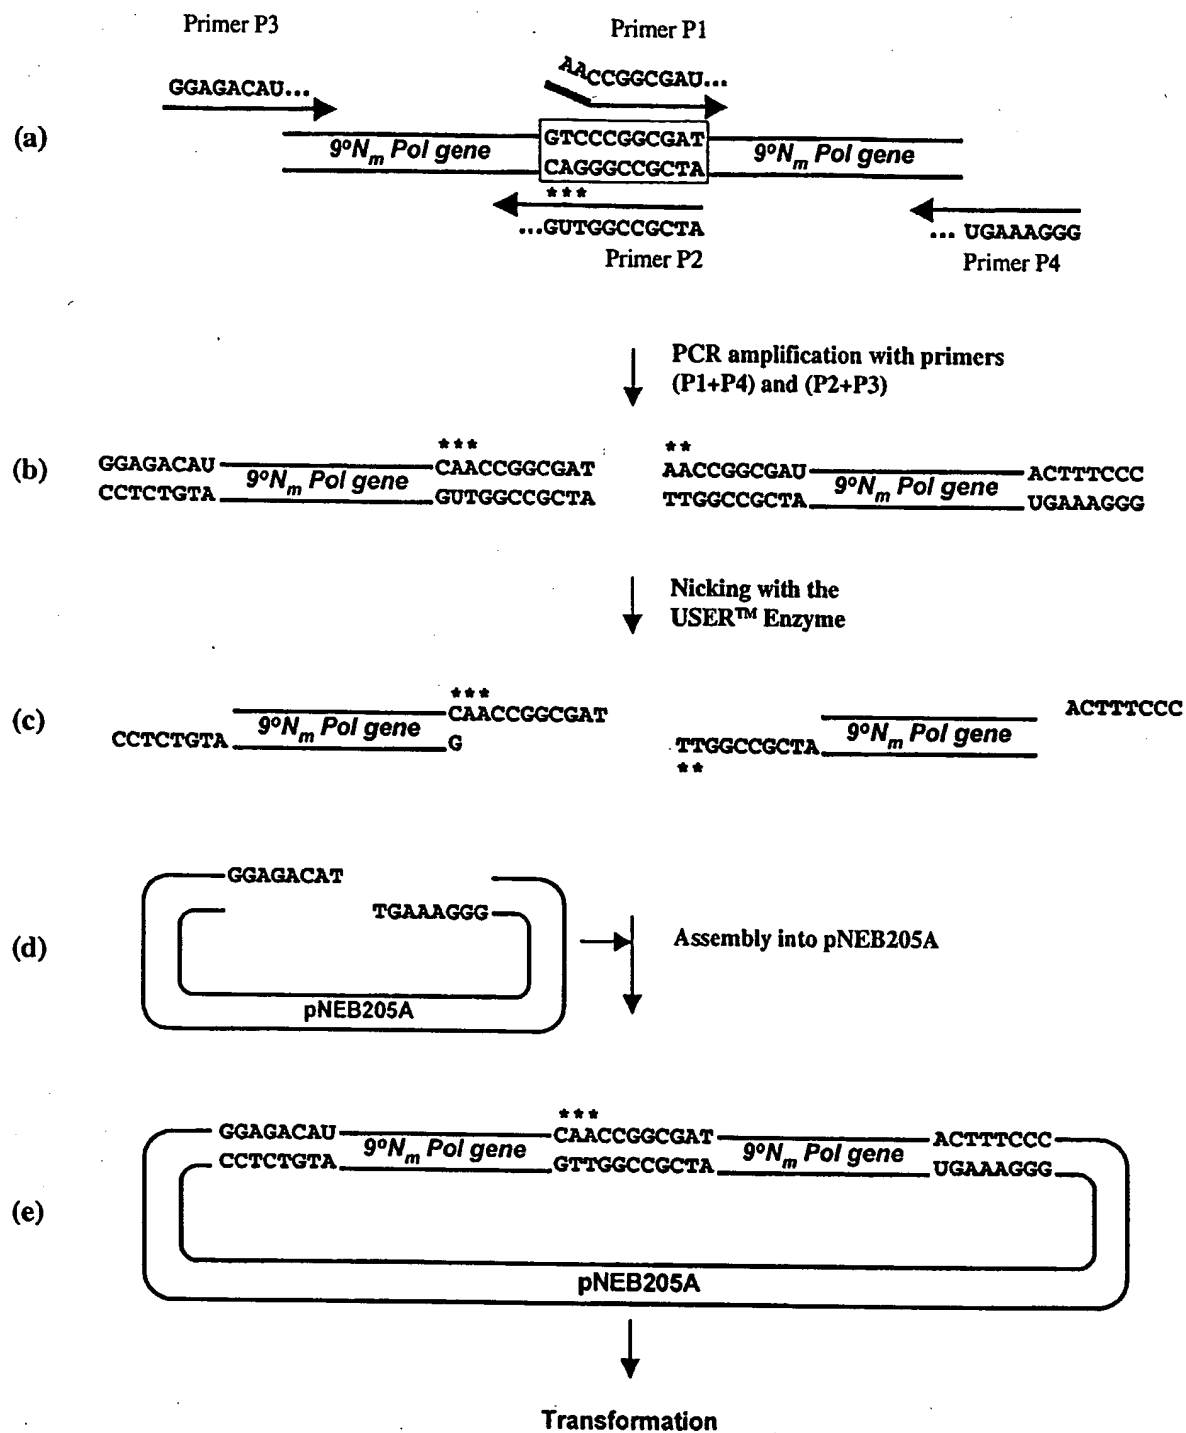 Primer P3
Primer P1
GGAGACAU...
AACCGGCGAU...
(a)
9°Nm Pol gene
GTCCCGGCGAT
CAGGGCCGCTA
9°Nm Pol gene
***
...GUTGGCCGCTA
Primer P2
... UGAAAGGG
Primer P4
PCR amplification with primers
(P1+P4) and (P2+P3)
(b)
***
GGAGACAU
CAACCGGCGAT
9°Nm Pol gene
CCTCTGTA
GUTGGCCGCTA
**
AACCGGCGAU
ACTTTCCC
9°Nm Pol gene
TTGGCCGCTA
UGAAAGGG
Nicking with the
USER™ Enzyme
(c)
***
CAACCGGCGAT
9°Nm Pol gene
CCTCTGTA
G
ACTTTCCC
9°Nm Pol gene
TTGGCCGCTA
**
(d)
GGAGACAT
TGAAAGGG
pNEB205A
Assembly into pNEB205A
(e)
***
GGAGACAU
CAACCGGCGAT
ACTTTCCC
9°Nm Pol gene
9°Nm Pol gene
CCTCTGTA
GTTGGCCGCTA
UGAAAGGG
pNEB205A
Transformation